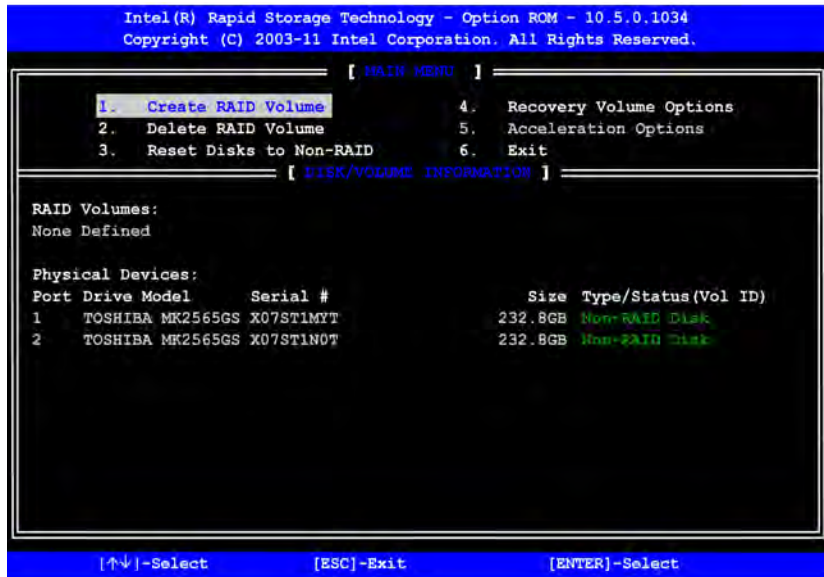 Intel(R) Rapid Storage Technology - Option ROM - 10.5.0.1034
Copyright (C) 2003-11 Intel Corporation. All Rights Reserved.
[ MAIN MENU ]
1. Create RAID Volume 4. Recovery Volume Options
2. Delete RAID Volume 5. Acceleration Options
3. Reset Disks to Non-RAID 6. Exit
[ DISK/VOLUME INFORMATION ]
RAID Volumes:
None Defined
Physical Devices:
Port Drive Model Serial # Size Type/Status(Vol ID)
1 TOSHIBA MK2565GS X07ST1MYT 232.8GB Non-RAID Disk
2 TOSHIBA MK2565GS X07ST1N0T 232.8GB Non-RAID Disk
[↑↓]-Select [ESC]-Exit [ENTER]-Select